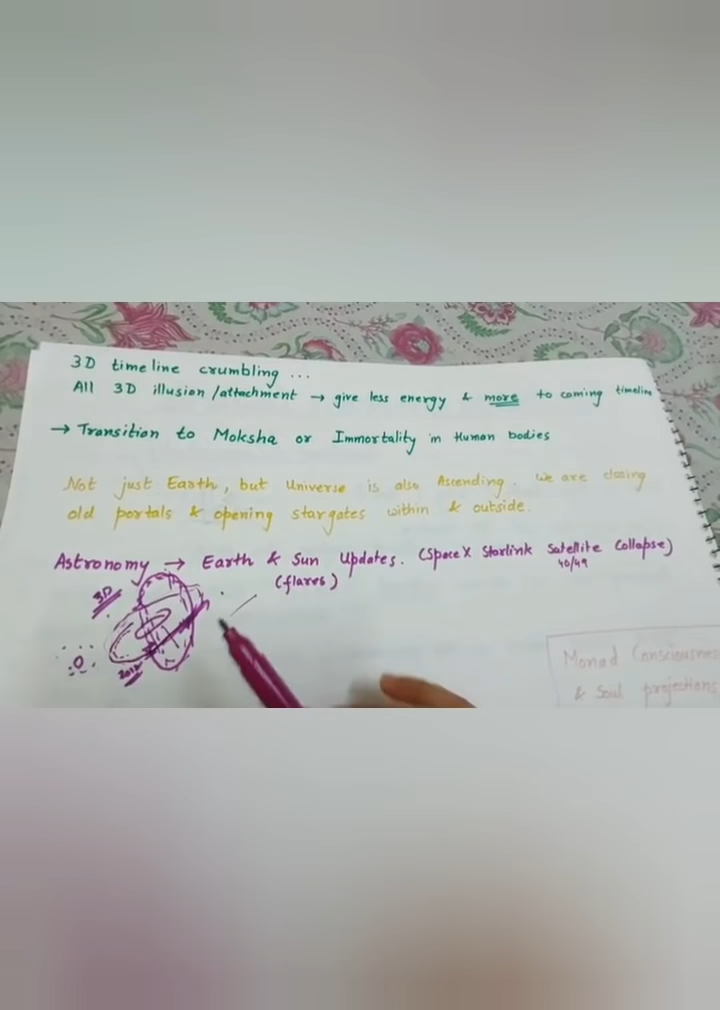 3D timeline crumbling ...
All 3D illusion/attachment → give less energy & more to coming timeline
→ Transition to Moksha or Immortality in Human bodies
Not just Earth, but Universe is also Ascending. We are closing
old portals & opening stargates within & outside.
Astronomy → Earth & Sun Updates. (SpaceX Starlink Satellite Collapse)
(flares)
40/49
3D
2012
Monad Consciousness
& Soul projections